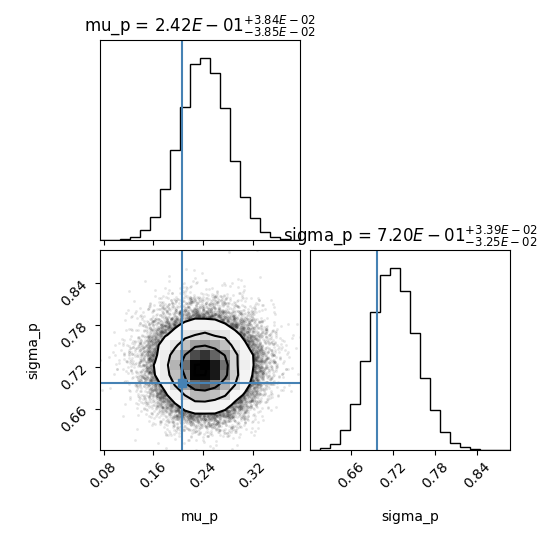 mu_p = 2.42E−01+3.84E−02−3.85E−02
sigma_p = 7.20E−01+3.39E−02−3.25E−02
0.84
0.78
0.72
0.66
sigma_p
0.08 0.16 0.24 0.32
0.66 0.72 0.78 0.84
mu_p
sigma_p